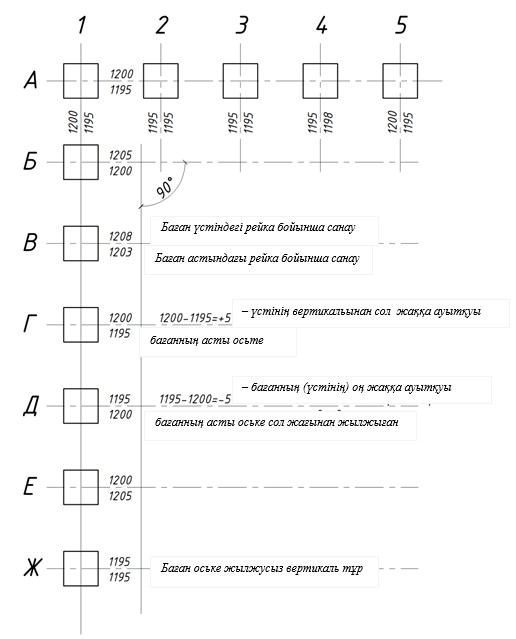 1 2 3 4 5
А 1200
1195
1200 1195 1195 1195 1195 1195 1195 1198 1200 1195
Б 1205
1200
90°
В 1208 Баған үстіндегі рейка бойынша санау
1203 Баған астындағы рейка бойынша санау
Г 1200 1200-1195=+5 – үстінің вертикальынан сол жаққа ауытқуы
1195 бағанның асты осьте
Д 1195 1195-1200=-5 – бағанның (үстінің) оң жаққа ауытқуы
1200 бағанның асты оське сол жағынан жылжыған
Е 1200
1205
Ж 1195 Баған оське жылжусыз вертикаль тұр
1195